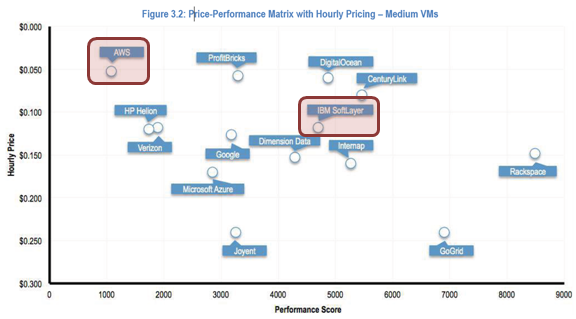 Figure 3.2: Price-Performance Matrix with Hourly Pricing – Medium VMs
$0.000
AWS
ProfitBricks
DigitalOcean
$0.050
CenturyLink
$0.100
HP Helion
IBM SoftLayer
Hourly Price
Verizon
Dimension Data
Internap
$0.150
Google
Rackspace
Microsoft Azure
$0.200
$0.250
Joyent
GoGrid
$0.300
0 1000 2000 3000 4000 5000 6000 7000 8000 9000
Performance Score